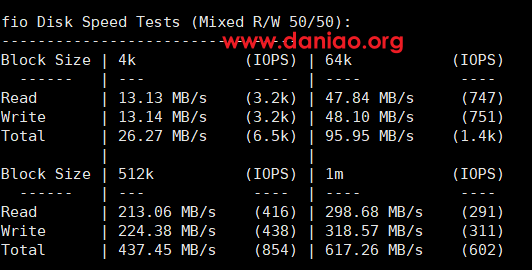 fio Disk Speed Tests (Mixed R/W 50/50):
---------------------------------
www.daniao.org
Block Size | 4k            (IOPS) | 64k           (IOPS)
  ------   | ---            ----  | ----           ----
Read       | 13.13 MB/s    (3.2k) | 47.84 MB/s     (747)
Write      | 13.14 MB/s    (3.2k) | 48.10 MB/s     (751)
Total      | 26.27 MB/s    (6.5k) | 95.95 MB/s    (1.4k)
           |                      |
Block Size | 512k          (IOPS) | 1m            (IOPS)
  ------   | ---            ----  | ----           ----
Read       | 213.06 MB/s    (416) | 298.68 MB/s    (291)
Write      | 224.38 MB/s    (438) | 318.57 MB/s    (311)
Total      | 437.45 MB/s    (854) | 617.26 MB/s    (602)